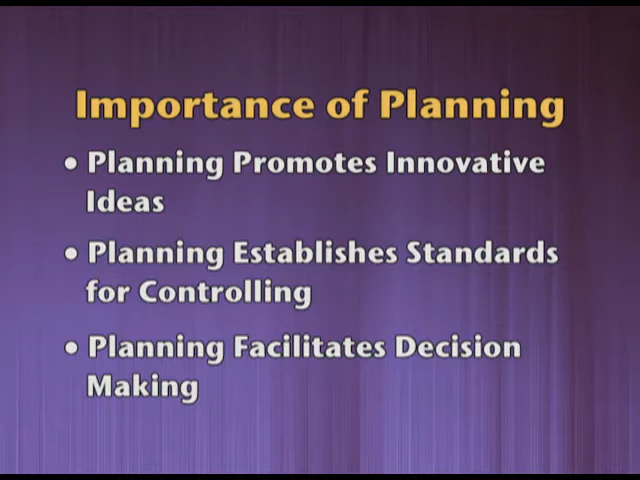 Importance of Planning
• Planning Promotes Innovative
Ideas
• Planning Establishes Standards
for Controlling
• Planning Facilitates Decision
Making